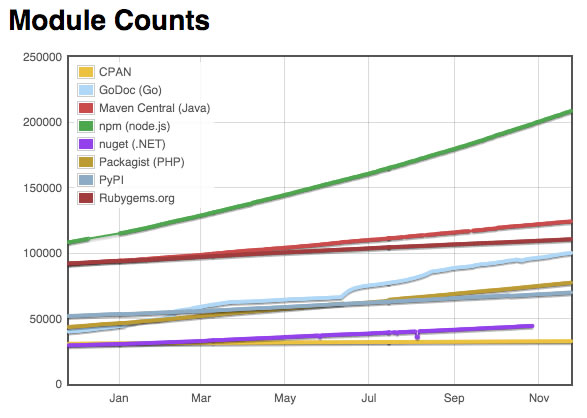 Module Counts
250000
200000
150000
100000
50000
0
CPAN
GoDoc (Go)
Maven Central (Java)
npm (node.js)
nuget (.NET)
Packagist (PHP)
PyPI
Rubygems.org
Jan Mar May Jul Sep Nov